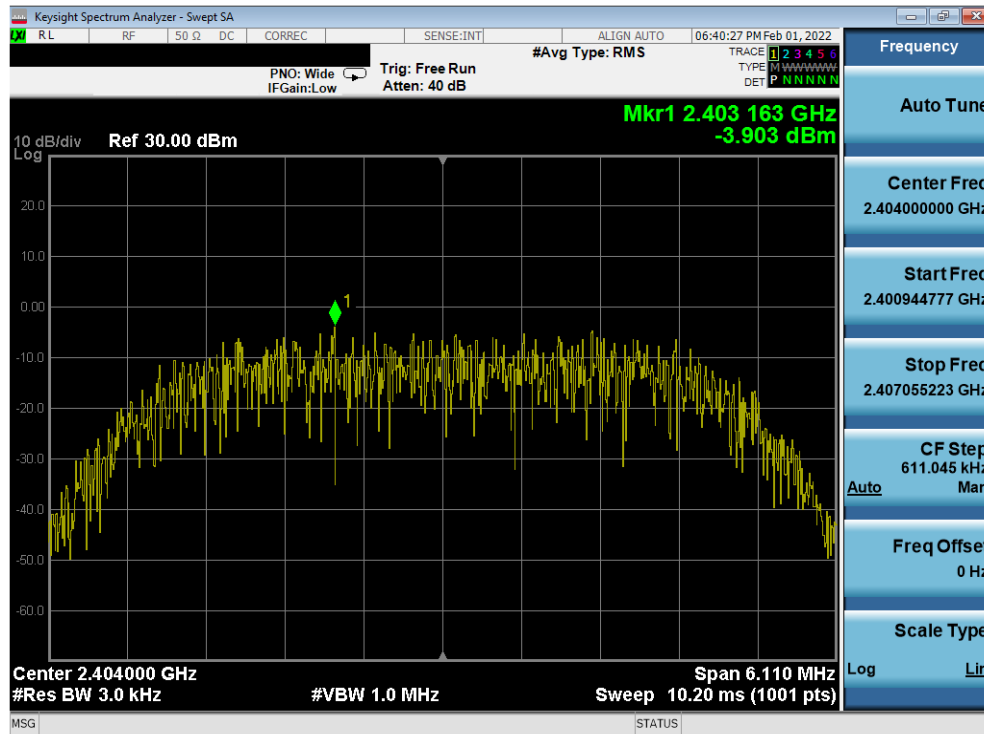 Keysight Spectrum Analyzer - Swept SA
LXI RL RF 50 Ω DC CORREC SENSE:INT ALIGN AUTO 06:40:27 PM Feb 01, 2022
#Avg Type: RMS TRACE 1 2 3 4 5 6
PNO: Wide Trig: Free Run TYPE M WWWWW
IFGain:Low Atten: 40 dB DET P N N N N N
Mkr1 2.403 163 GHz
-3.903 dBm
10 dB/div Ref 30.00 dBm
Log
20.0
10.0
0.00
1
-10.0
-20.0
-30.0
-40.0
-50.0
-60.0
Center 2.404000 GHz Span 6.110 MHz
#Res BW 3.0 kHz #VBW 1.0 MHz Sweep 10.20 ms (1001 pts)
MSG STATUS
Frequency
Auto Tune
Center Freq
2.404000000 GHz
Start Freq
2.400944777 GHz
Stop Freq
2.407055223 GHz
CF Step
611.045 kHz
Auto Man
Freq Offset
0 Hz
Scale Type
Log Lin